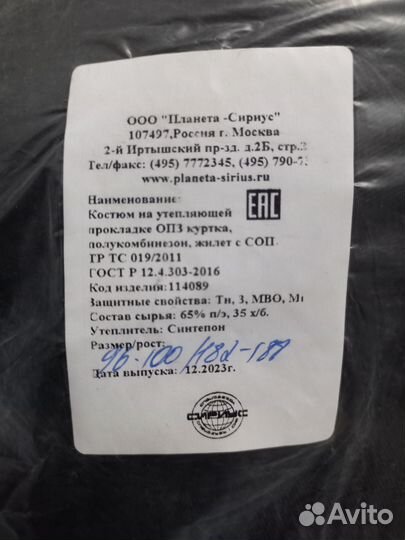 ООО "Планета -Сириус"
107497,Россия г. Москва
2-й Иртышский пр-зд. д.2Б, стр.
Тел/факс: (495) 7772345, (495) 790-7
www.planeta-sirius.ru
Наименование:
EAC
Костюм на утепляющей
прокладке ОПЗ куртка,
полукомбинезон, жилет с СОП
ТР ТС 019/2011
ГОСТ Р 12.4.303-2016
Код изделия:114089
Защитные свойства: Тн, З, МВО, Ми
Состав сырья: 65% п/э, 35 х/б.
Утеплитель: Синтепон
Размер/рост:
96-100/182-188
Дата выпуска: 12.2023г.
СИРИУС
Avito